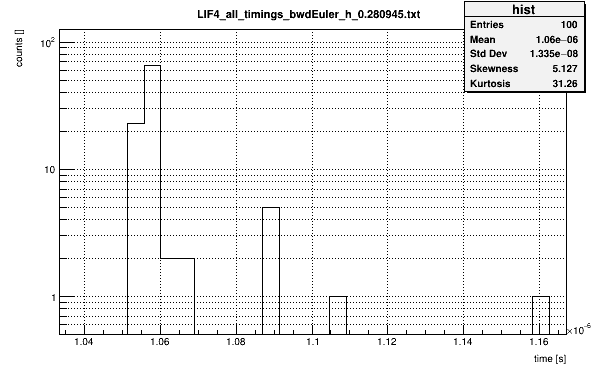 LIF4_all_timings_bwdEuler_h_0.280945.txt
hist
Entries 100
Mean 1.06e−06
Std Dev 1.335e−08
Skewness 5.127
Kurtosis 31.26
counts []
10²
10
1
1.04 1.06 1.08 1.1 1.12 1.14 1.16
×10⁻⁶
time [s]